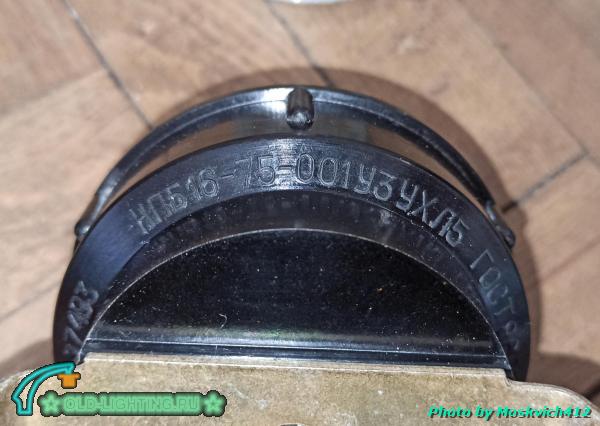 НПБ16-75-001У3 УХЛ5 ГОСТ
OLD-LIGHTING.RU
Photo by Moskvich412